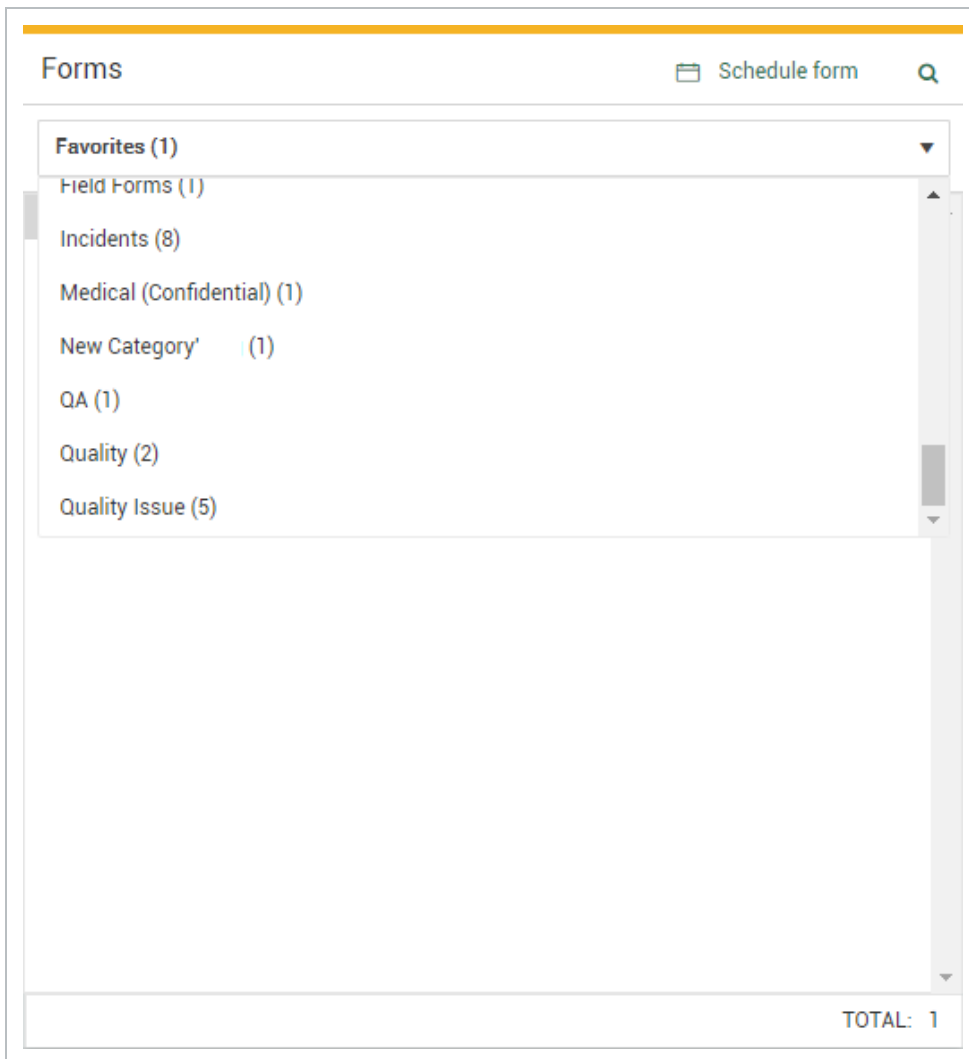 Forms
Schedule form
Favorites (1)
Field Forms (1)
Incidents (8)
Medical (Confidential) (1)
New Category' (1)
QA (1)
Quality (2)
Quality Issue (5)
TOTAL: 1